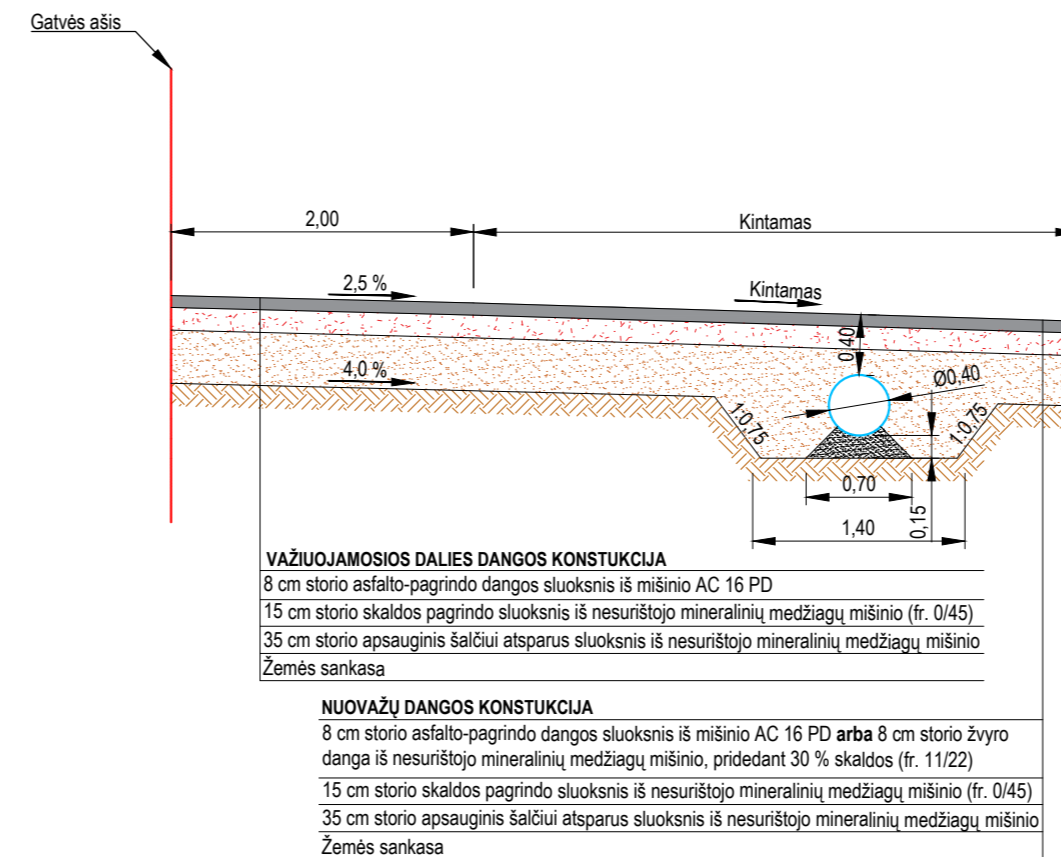 Gatvės ašis
2,00
Kintamas
2,5 %
Kintamas
0,40
4,0 %
Ø0,40
1:0,75
1:0,75
0,70
0,15
1,40
VAŽIUOJAMOSIOS DALIES DANGOS KONSTUKCIJA
8 cm storio asfalto-pagrindo dangos sluoksnis iš mišinio AC 16 PD
15 cm storio skaldos pagrindo sluoksnis iš nesurištojo mineralinių medžiagų mišinio (fr. 0/45)
35 cm storio apsauginis šalčiui atsparus sluoksnis iš nesurištojo mineralinių medžiagų mišinio
Žemės sankasa
NUOVAŽŲ DANGOS KONSTUKCIJA
8 cm storio asfalto-pagrindo dangos sluoksnis iš mišinio AC 16 PD arba 8 cm storio žvyro
danga iš nesurištojo mineralinių medžiagų mišinio, pridedant 30 % skaldos (fr. 11/22)
15 cm storio skaldos pagrindo sluoksnis iš nesurištojo mineralinių medžiagų mišinio (fr. 0/45)
35 cm storio apsauginis šalčiui atsparus sluoksnis iš nesurištojo mineralinių medžiagų mišinio
Žemės sankasa